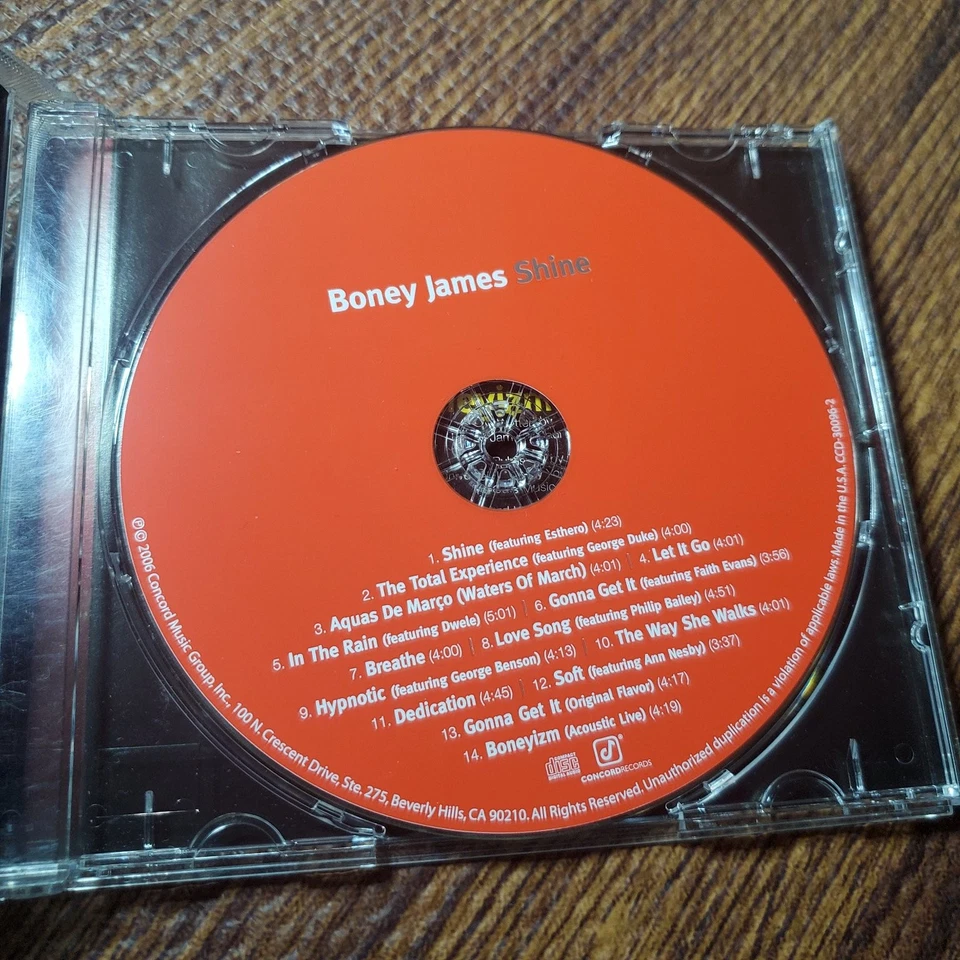 Boney James Shine
1. Shine (featuring Esthero) (4:23)
2. The Total Experience (featuring George Duke) (4:00)
3. Aquas De Março (Waters Of March) (4:01) | 4. Let It Go (4:01)
5. In The Rain (featuring Dwele) (5:01) | 6. Gonna Get It (featuring Faith Evans) (3:56)
7. Breathe (4:00) | 8. Love Song (featuring Philip Bailey) (4:51)
9. Hypnotic (featuring George Benson) (4:13) | 10. The Way She Walks (4:01)
11. Dedication (4:45) | 12. Soft (featuring Ann Nesby) (3:37)
13. Gonna Get It (Original Flavor) (4:17)
14. Boneyizm (Acoustic Live) (4:19)
COMPACT
disc
DIGITAL AUDIO
CONCORD RECORDS
℗© 2006 Concord Music Group, Inc., 100 N. Crescent Drive, Ste. 275, Beverly Hills, CA 90210. All Rights Reserved. Unauthorized duplication is a violation of applicable laws. Made in the U.S.A. CCD-30096-2